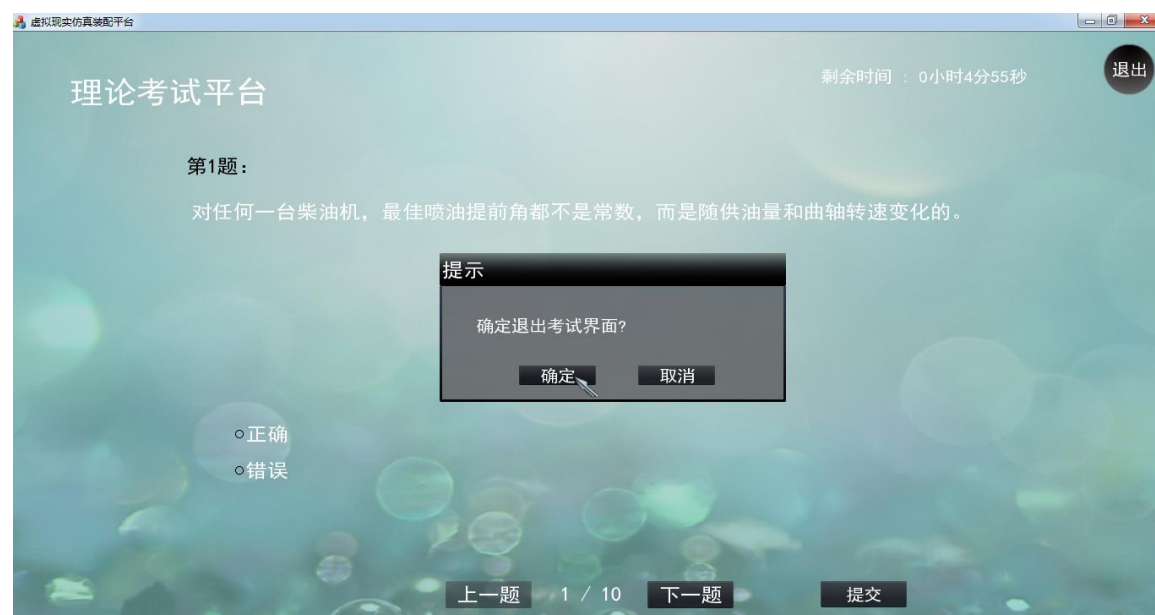 虚拟现实仿真装配平台
退出
剩余时间 : 0小时4分55秒
理论考试平台
第1题:
对任何一台柴油机, 最佳喷油提前角都不是常数, 而是随供油量和曲轴转速变化的。
提示
确定退出考试界面?
确定 取消
正确
错误
上一题 1 / 10 下一题 提交